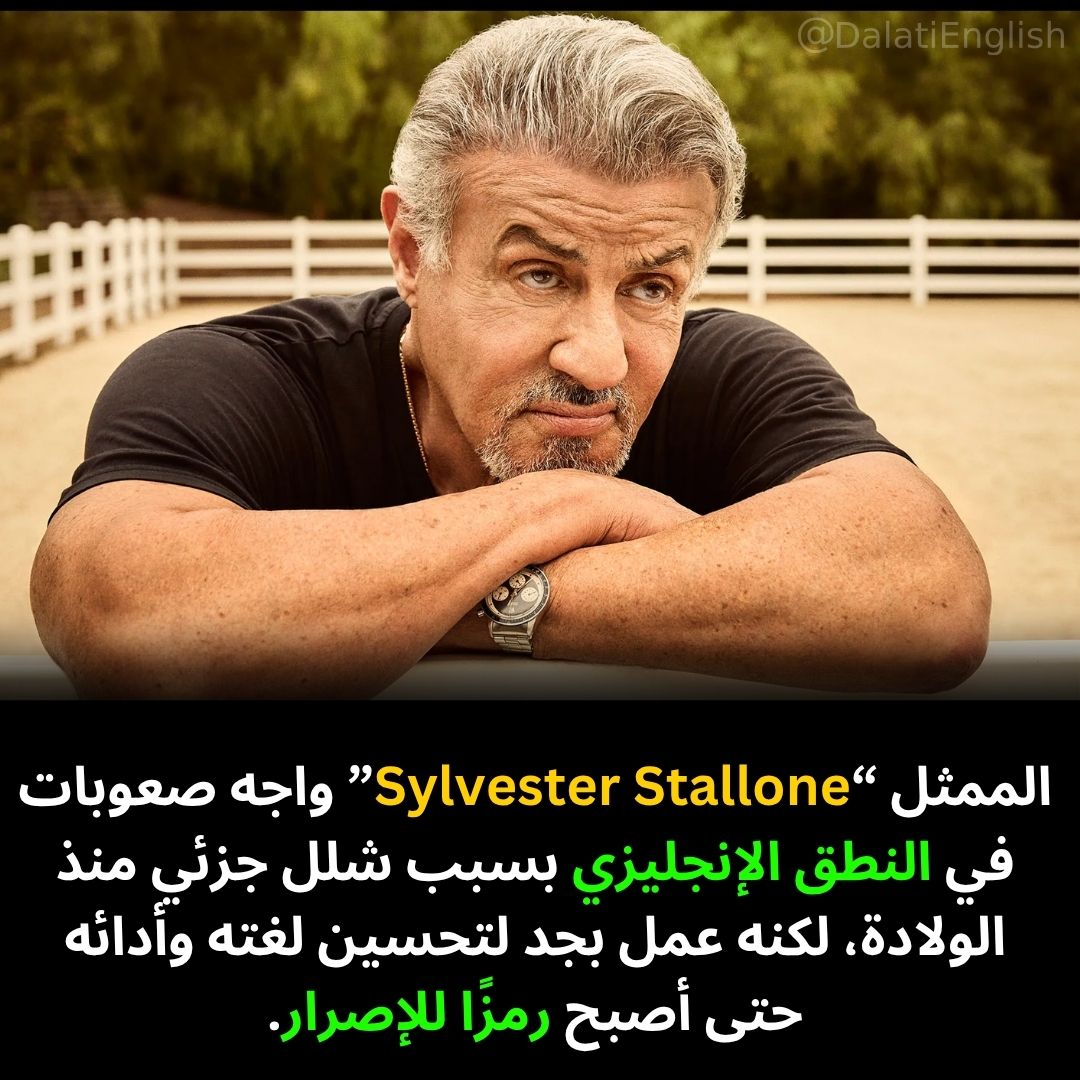 @DalatiEnglish
الممثل “Sylvester Stallone” واجه صعوبات
في النطق الإنجليزي بسبب شلل جزئي منذ
الولادة، لكنه عمل بجد لتحسين لغته وأدائه
حتى أصبح رمزًا للإصرار.